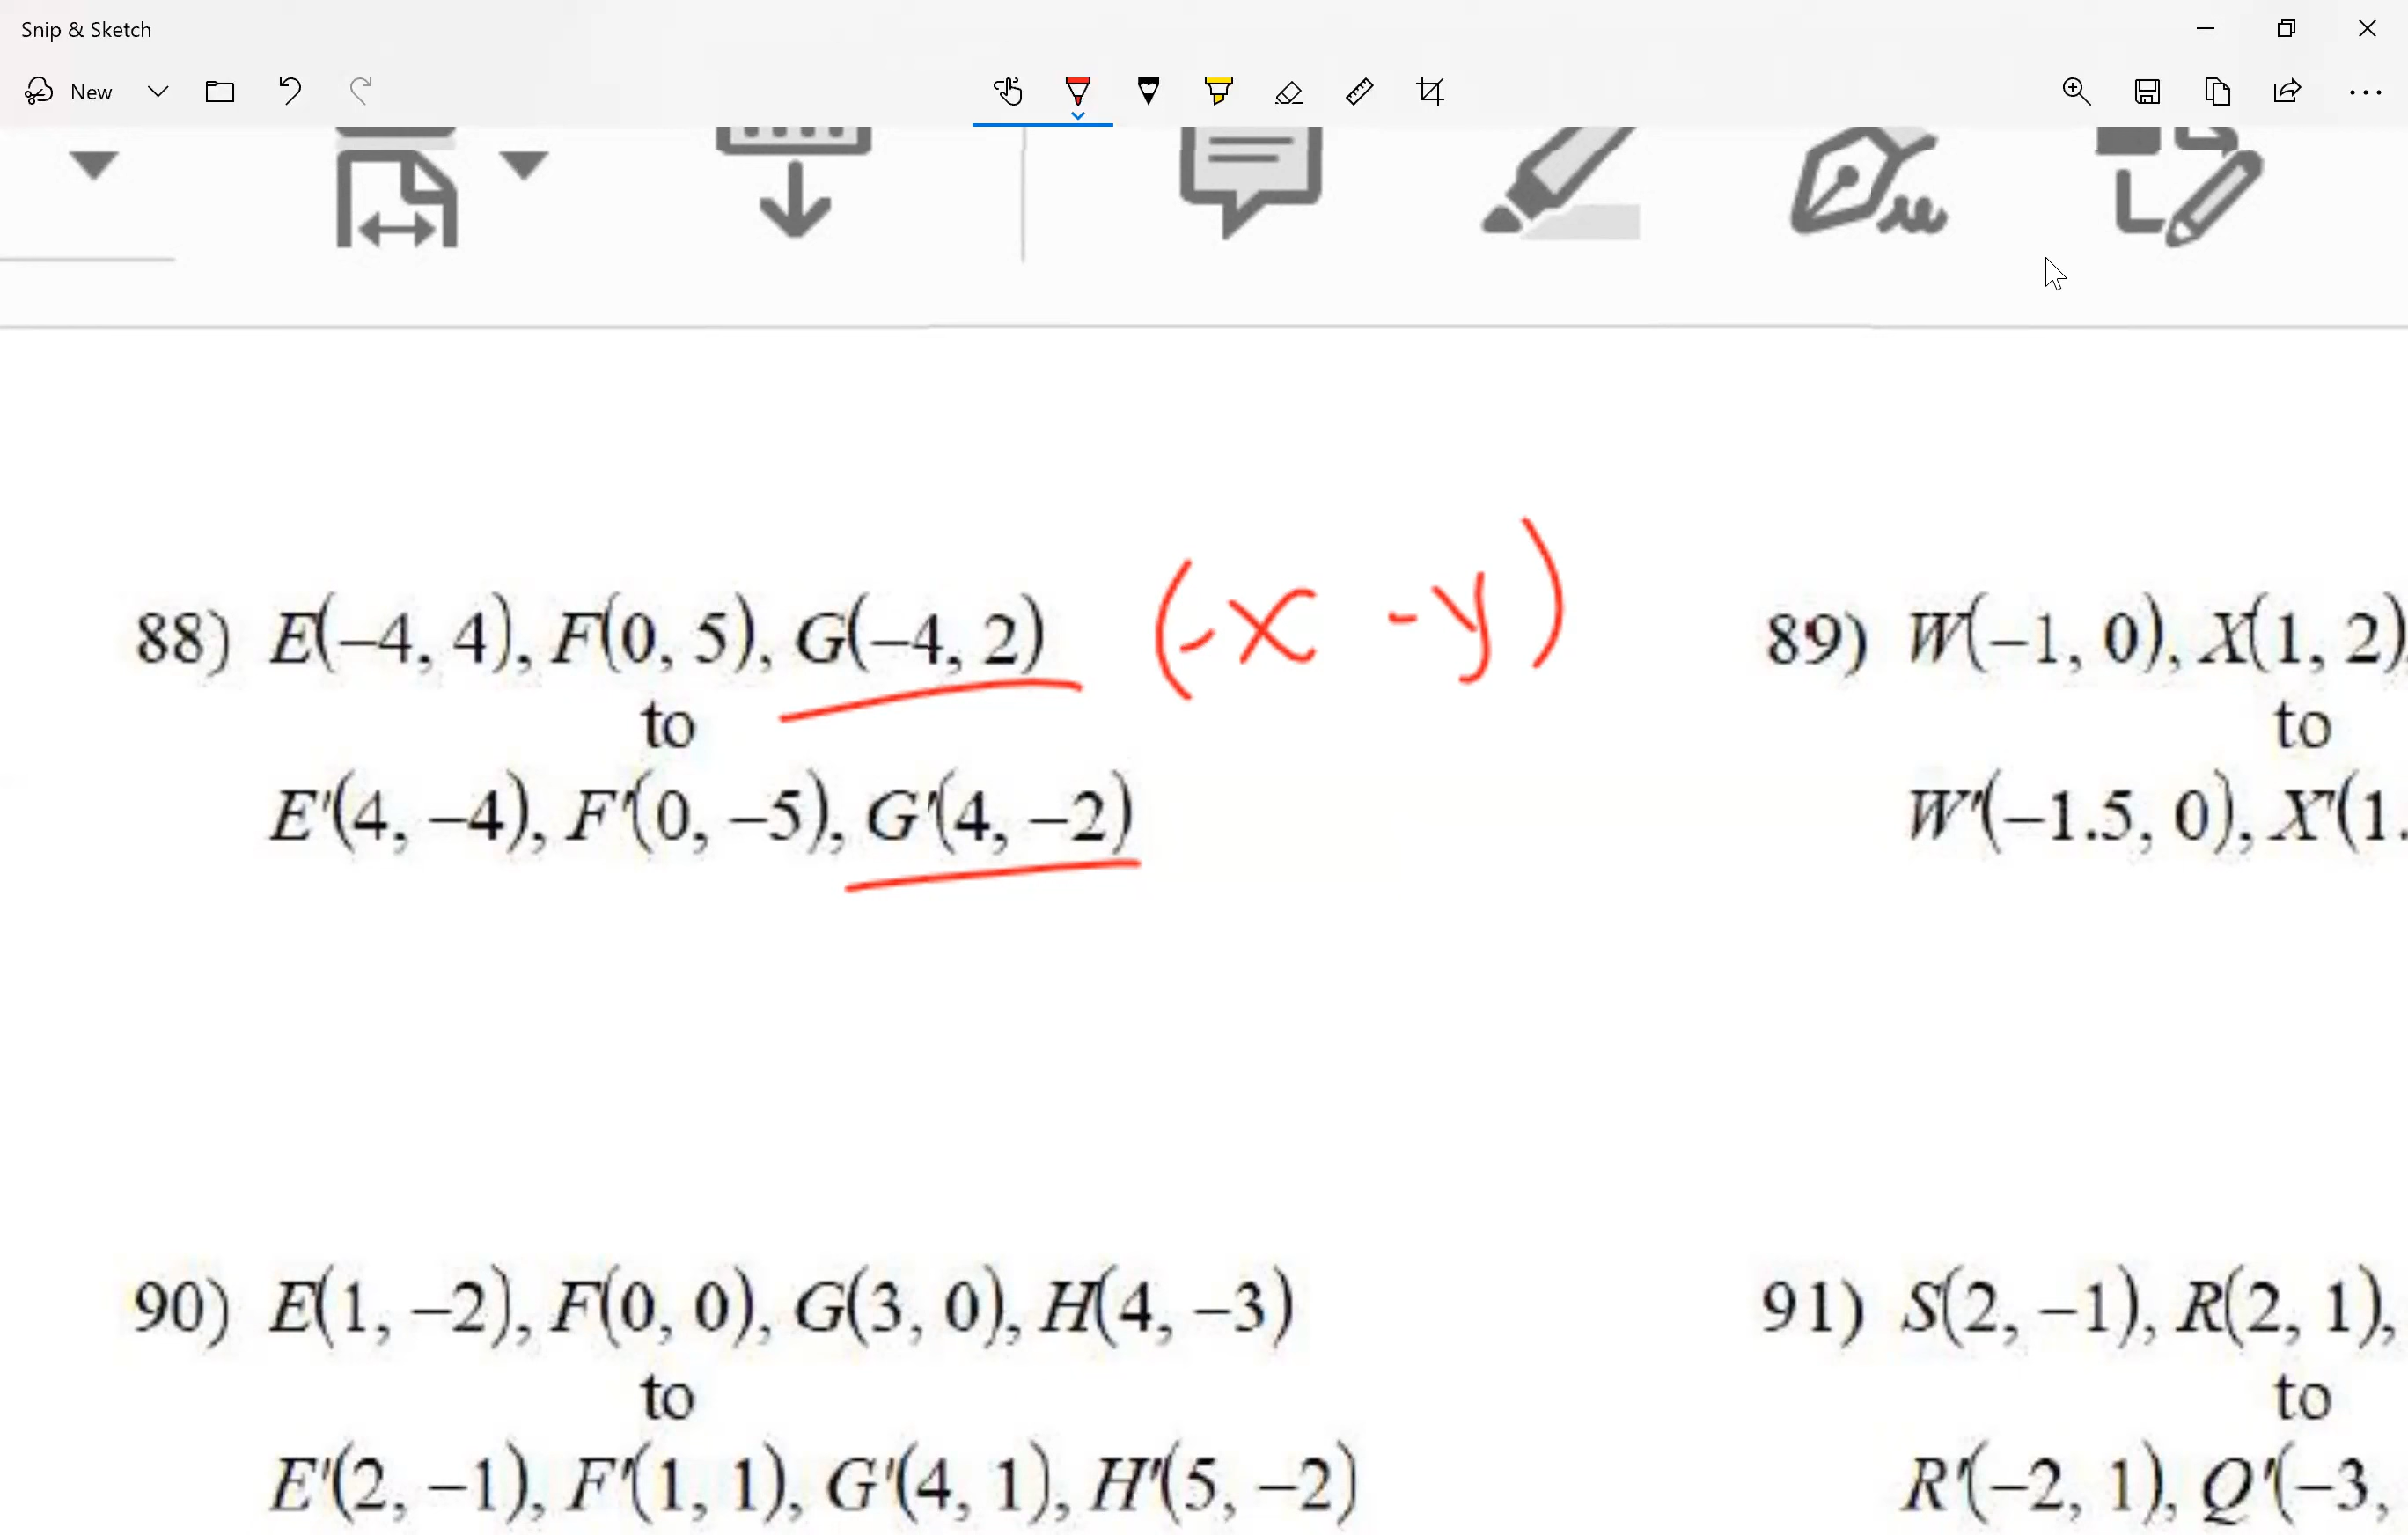 Snip & Sketch
New
88) E(−4, 4), F(0, 5), G(−4, 2) (-x -y)
to
E'(4, −4), F'(0, −5), G'(4, −2)
89) W(−1, 0), X(1, 2),
to
W'(−1.5, 0), X'(1.
90) E(1, −2), F(0, 0), G(3, 0), H(4, −3)
to
E'(2, −1), F'(1, 1), G'(4, 1), H'(5, −2)
91) S(2, −1), R(2, 1),
to
R'(−2, 1), Q'(−3,